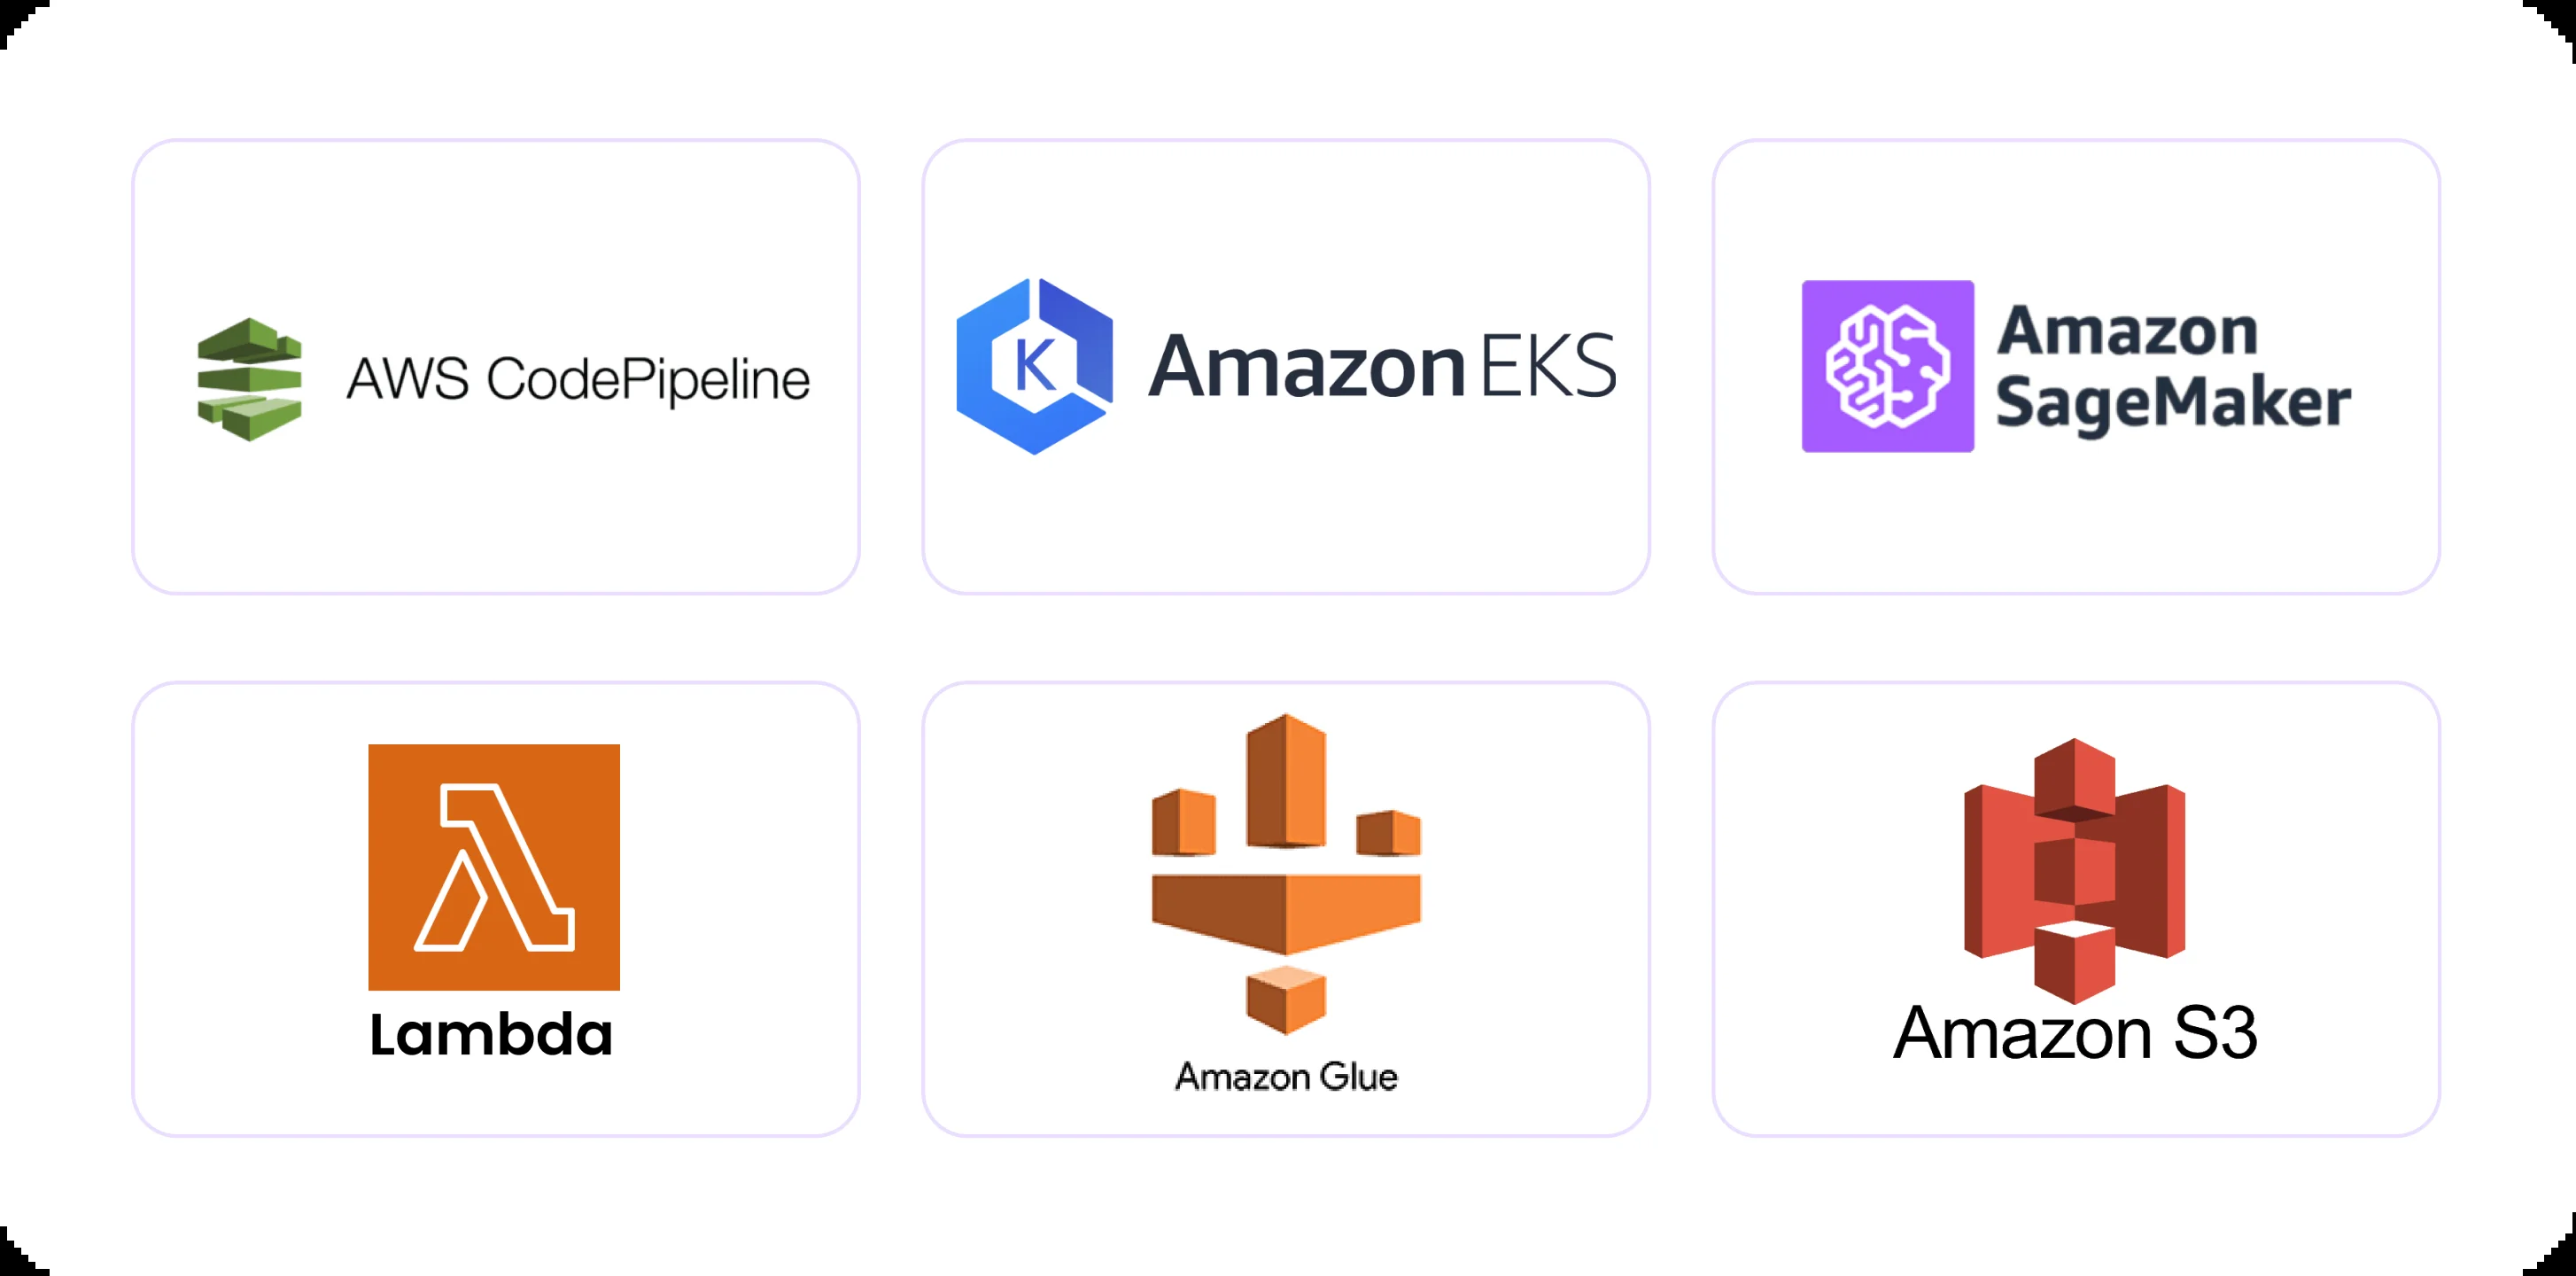 AWS CodePipeline
K
Amazon EKS
Amazon
SageMaker
Lambda
Amazon Glue
Amazon S3